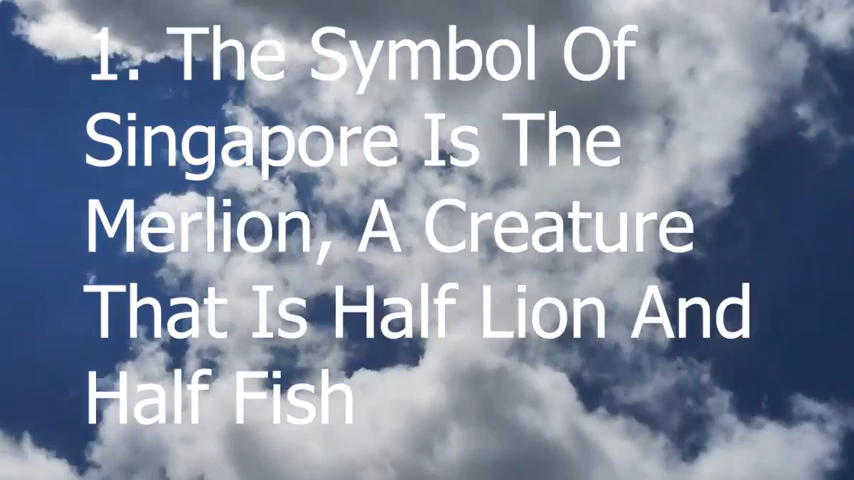 1. The Symbol Of
Singapore Is The
Merlion, A Creature
That Is Half Lion And
Half Fish